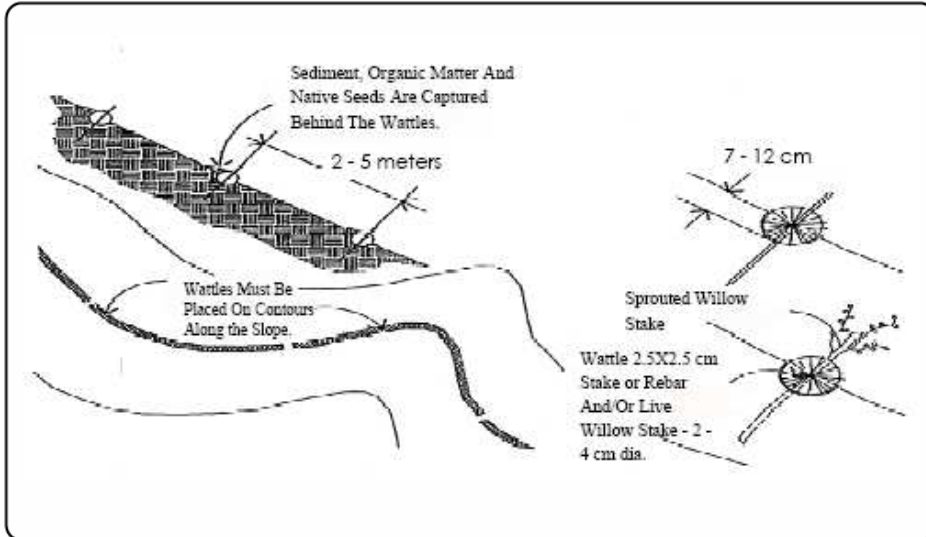 Sediment, Organic Matter And
Native Seeds Are Captured
Behind The Wattles.
2 - 5 meters
7 - 12 cm
Wattles Must Be
Placed On Contours
Along the Slope.
Sprouted Willow
Stake
Wattle 2.5X2.5 cm
Stake or Rebar
And/Or Live
Willow Stake - 2 -
4 cm dia.